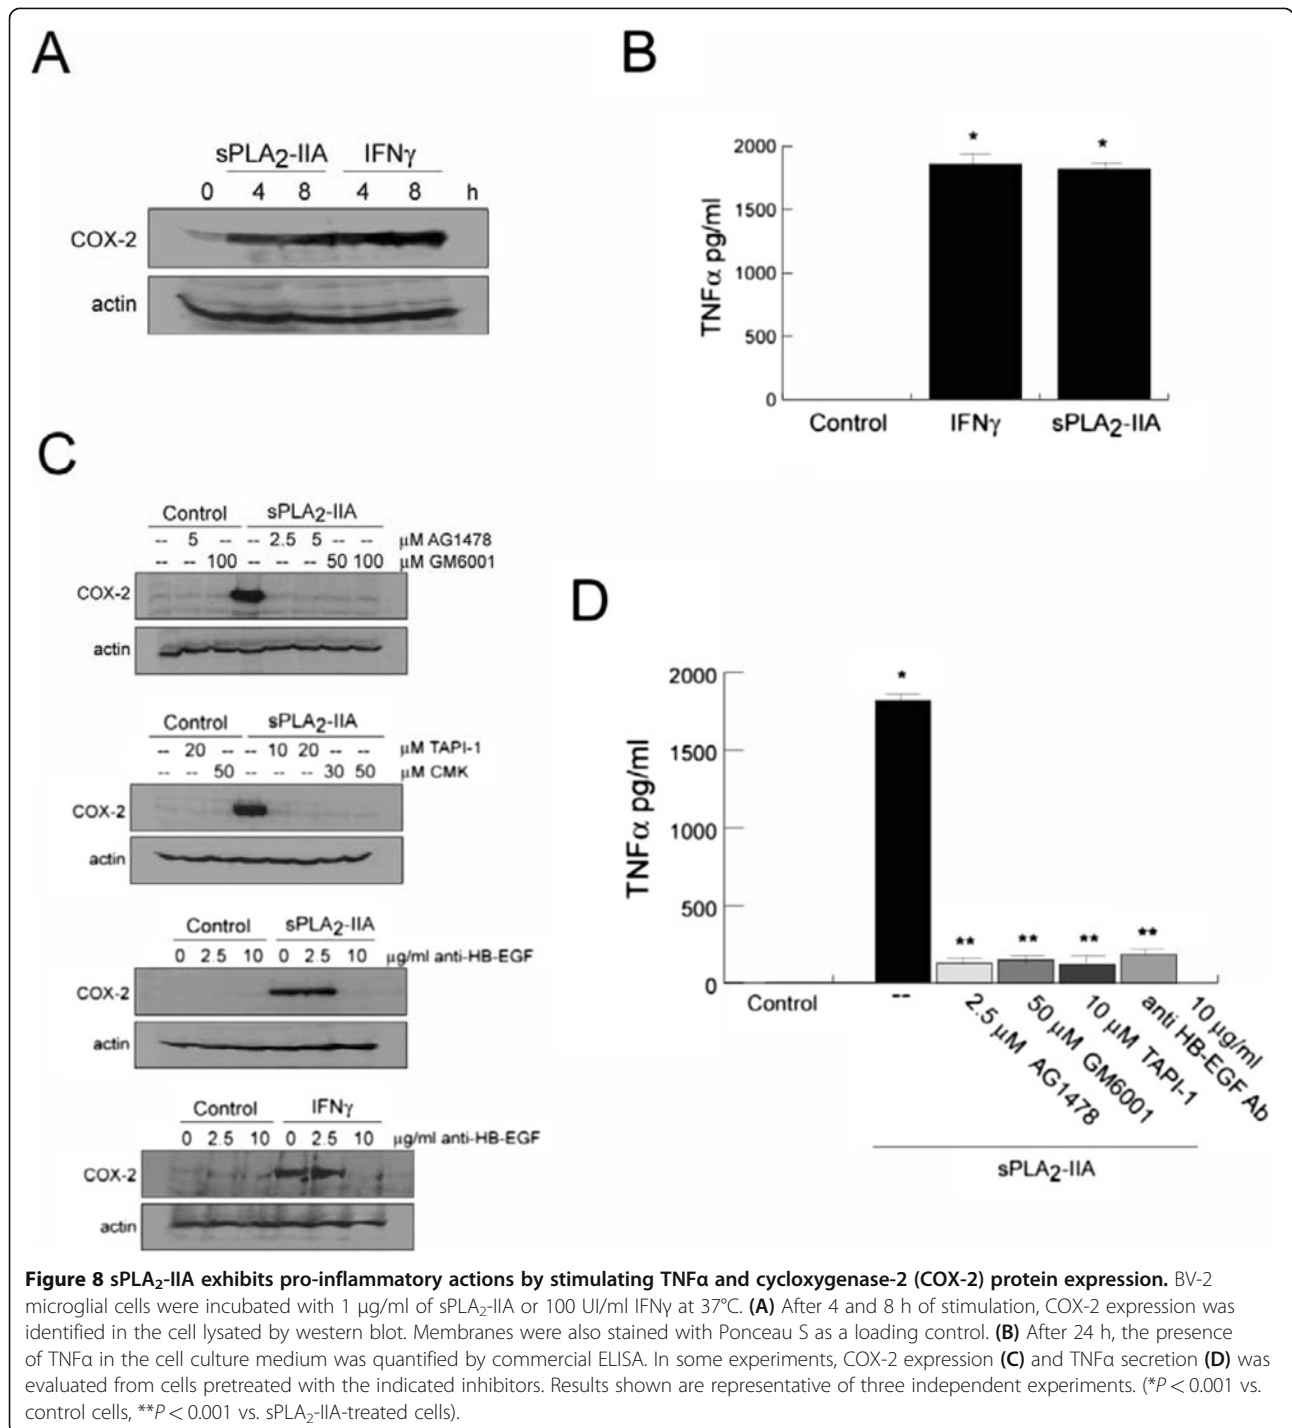 A
sPLA2-IIA IFNγ
0 4 8 4 8 h
COX-2
actin
B
TNFα pg/ml
2000
1500
1000
500
0
* *
Control IFNγ sPLA2-IIA
C
Control sPLA2-IIA
-- 5 -- -- 2.5 5 -- -- μM AG1478
-- -- 100 -- -- -- 50 100 μM GM6001
COX-2
actin
Control sPLA2-IIA
-- 20 -- -- 10 20 -- -- μM TAPI-1
-- -- 50 -- -- -- 30 50 μM CMK
COX-2
actin
Control sPLA2-IIA
0 2.5 10 0 2.5 10 μg/ml anti-HB-EGF
COX-2
actin
Control IFNγ
0 2.5 10 0 2.5 10 μg/ml anti-HB-EGF
COX-2
actin
D
TNFα pg/ml
2000
1500
1000
500
0
* ** ** ** **
Control
--
2.5 μM AG1478
50 μM GM6001
10 μM TAPI-1
anti HB-EGF Ab
10 μg/ml
sPLA2-IIA
Figure 8 sPLA2-IIA exhibits pro-inflammatory actions by stimulating TNFα and cycloxygenase-2 (COX-2) protein expression. BV-2
microglial cells were incubated with 1 μg/ml of sPLA2-IIA or 100 UI/ml IFNγ at 37°C. (A) After 4 and 8 h of stimulation, COX-2 expression was
identified in the cell lysated by western blot. Membranes were also stained with Ponceau S as a loading control. (B) After 24 h, the presence
of TNFα in the cell culture medium was quantified by commercial ELISA. In some experiments, COX-2 expression (C) and TNFα secretion (D) was
evaluated from cells pretreated with the indicated inhibitors. Results shown are representative of three independent experiments. (*P < 0.001 vs.
control cells, **P < 0.001 vs. sPLA2-IIA-treated cells).